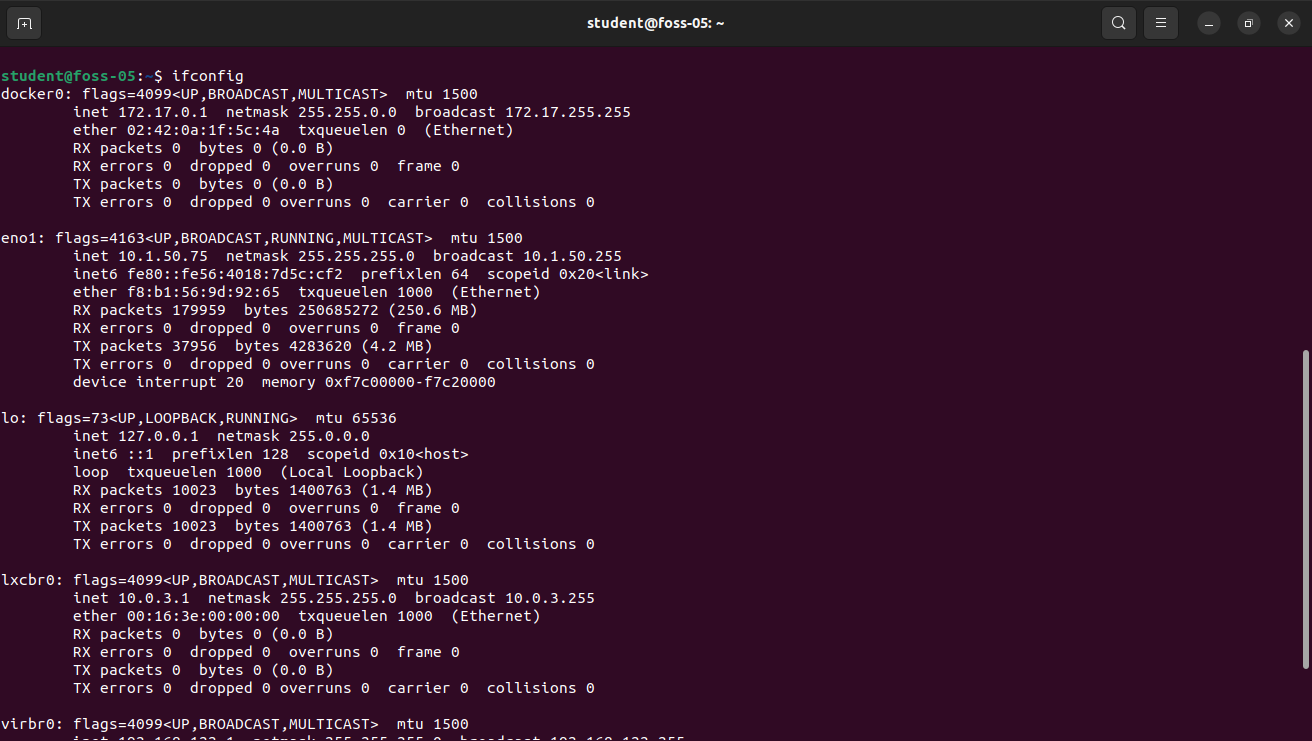 student@foss-05: ~
student@foss-05:~$ ifconfig
docker0: flags=4099<UP,BROADCAST,MULTICAST>  mtu 1500
        inet 172.17.0.1  netmask 255.255.0.0  broadcast 172.17.255.255
        ether 02:42:0a:1f:5c:4a  txqueuelen 0  (Ethernet)
        RX packets 0  bytes 0 (0.0 B)
        RX errors 0  dropped 0  overruns 0  frame 0
        TX packets 0  bytes 0 (0.0 B)
        TX errors 0  dropped 0 overruns 0  carrier 0  collisions 0
eno1: flags=4163<UP,BROADCAST,RUNNING,MULTICAST>  mtu 1500
        inet 10.1.50.75  netmask 255.255.255.0  broadcast 10.1.50.255
        inet6 fe80::fe56:4018:7d5c:cf2  prefixlen 64  scopeid 0x20<link>
        ether f8:b1:56:9d:92:65  txqueuelen 1000  (Ethernet)
        RX packets 179959  bytes 250685272 (250.6 MB)
        RX errors 0  dropped 0  overruns 0  frame 0
        TX packets 37956  bytes 4283620 (4.2 MB)
        TX errors 0  dropped 0 overruns 0  carrier 0  collisions 0
        device interrupt 20  memory 0xf7c00000-f7c20000
lo: flags=73<UP,LOOPBACK,RUNNING>  mtu 65536
        inet 127.0.0.1  netmask 255.0.0.0
        inet6 ::1  prefixlen 128  scopeid 0x10<host>
        loop  txqueuelen 1000  (Local Loopback)
        RX packets 10023  bytes 1400763 (1.4 MB)
        RX errors 0  dropped 0  overruns 0  frame 0
        TX packets 10023  bytes 1400763 (1.4 MB)
        TX errors 0  dropped 0 overruns 0  carrier 0  collisions 0
lxcbr0: flags=4099<UP,BROADCAST,MULTICAST>  mtu 1500
        inet 10.0.3.1  netmask 255.255.255.0  broadcast 10.0.3.255
        ether 00:16:3e:00:00:00  txqueuelen 1000  (Ethernet)
        RX packets 0  bytes 0 (0.0 B)
        RX errors 0  dropped 0  overruns 0  frame 0
        TX packets 0  bytes 0 (0.0 B)
        TX errors 0  dropped 0 overruns 0  carrier 0  collisions 0
virbr0: flags=4099<UP,BROADCAST,MULTICAST>  mtu 1500
        inet 192.168.122.1  netmask 255.255.255.0  broadcast 192.168.122.255